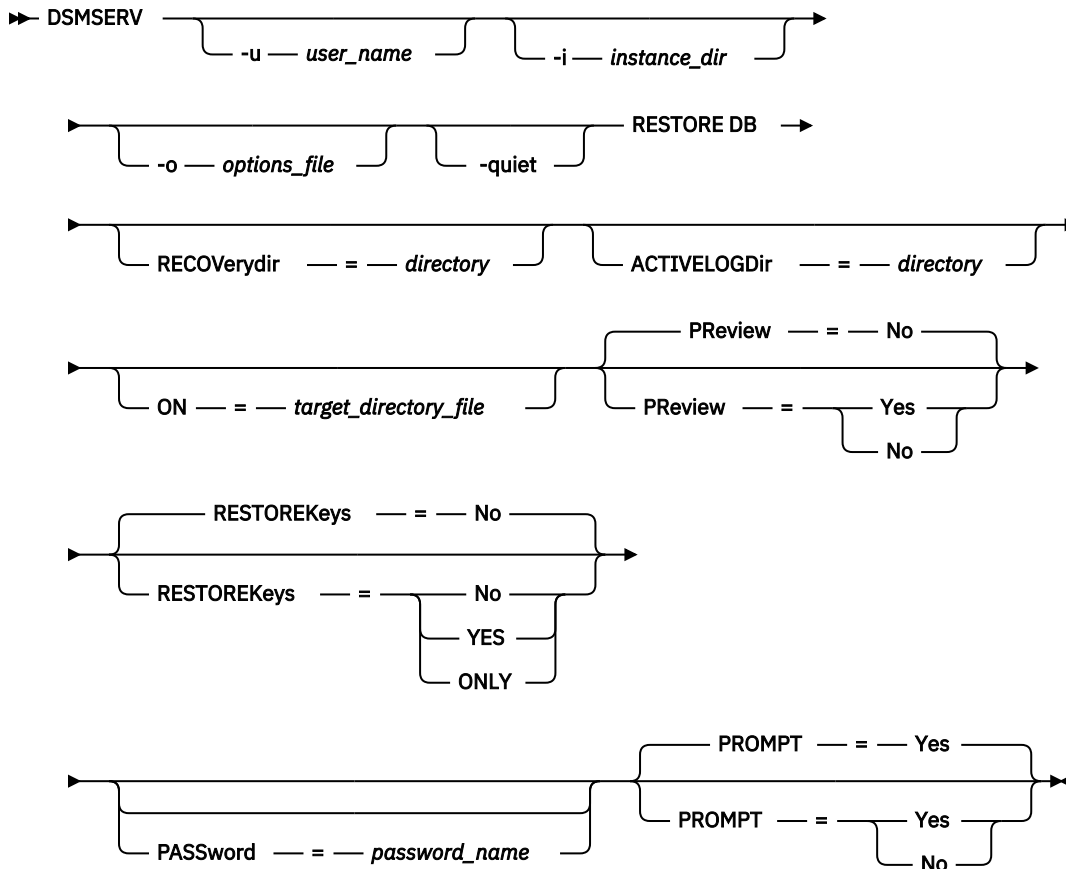 DSMSERV
-u user_name -i instance_dir
RESTORE DB
-o options_file -quiet
RECOVerydir = directory ACTIVELOGDir = directory
PReview = No
ON = target_directory_file PReview = Yes
No
RESTOREKeys = No
RESTOREKeys = No
YES
ONLY
PROMPT = Yes
PROMPT = Yes
PASSword = password_name No